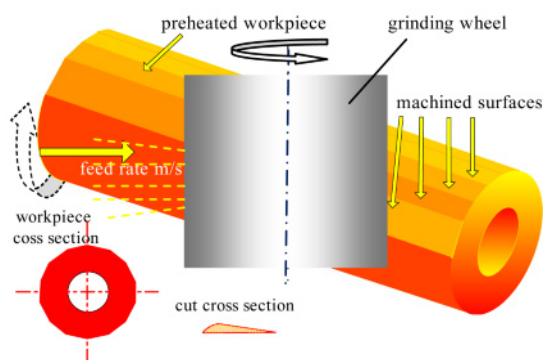 preheated workpiece
grinding wheel
machined surfaces
feed rate m/s
workpiece
coss section
cut cross section